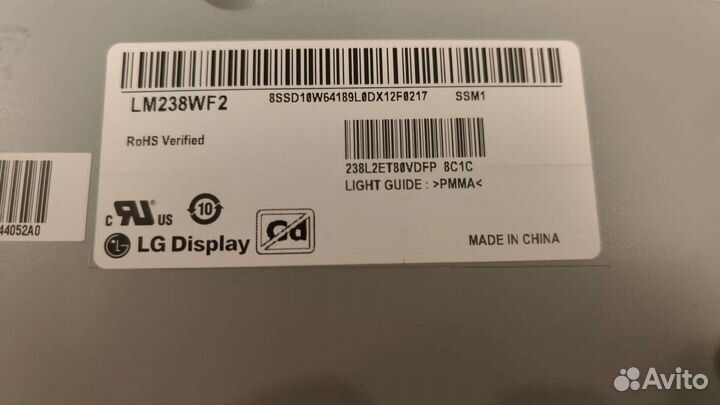 LM238WF2
8SSD10W64189L0DX12F0217 SSM1
RoHS Verified
238L2ET80VDFP 8C1C
LIGHT GUIDE : >PMMA<
c RU US
10
Cd
LG Display
MADE IN CHINA
44052A0
Avito